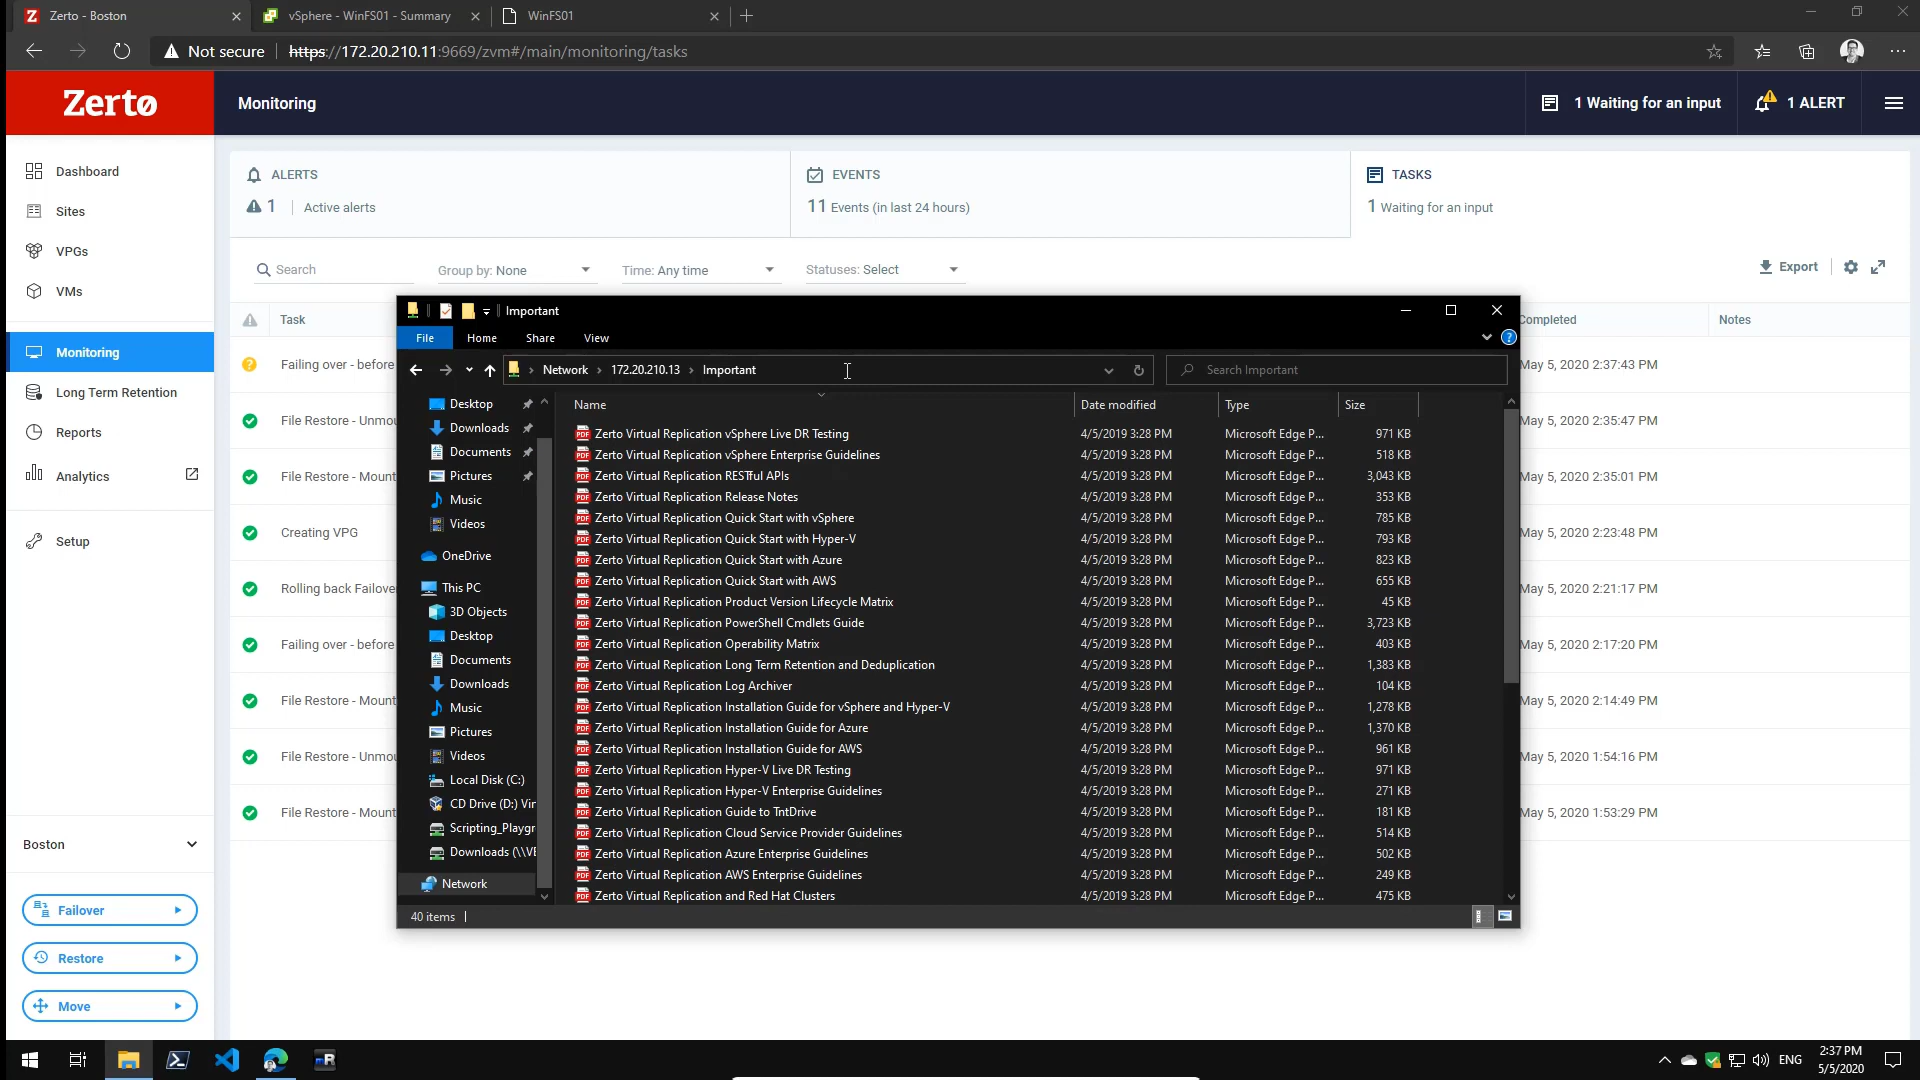 Zerto - Boston
vSphere - WinFS01 - Summary
WinFS01
Not secure
https://172.20.210.11:9669/zvm#/main/monitoring/tasks
Zerto
Monitoring
1 Waiting for an input
1 ALERT
Dashboard
Sites
VPGs
VMs
Monitoring
Long Term Retention
Reports
Analytics
Setup
Boston
Failover
Restore
Move
ALERTS
1
Active alerts
EVENTS
11 Events (in last 24 hours)
TASKS
1 Waiting for an input
Search
Group by: None
Time: Any time
Statuses: Select
Export
Task
Completed
Notes
Failing over - before
May 5, 2020 2:37:43 PM
File Restore - Unmou
May 5, 2020 2:35:47 PM
File Restore - Mount
May 5, 2020 2:35:01 PM
Creating VPG
May 5, 2020 2:23:48 PM
Rolling back Failove
May 5, 2020 2:21:17 PM
Failing over - before
May 5, 2020 2:17:20 PM
File Restore - Mount
May 5, 2020 2:14:49 PM
File Restore - Unmou
May 5, 2020 1:54:16 PM
File Restore - Mount
May 5, 2020 1:53:29 PM
Important
File
Home
Share
View
Network
172.20.210.13
Important
Search Important
Desktop
Downloads
Documents
Pictures
Music
Videos
OneDrive
This PC
3D Objects
Desktop
Documents
Downloads
Music
Pictures
Videos
Local Disk (C:)
CD Drive (D:) Vir
Scripting_Playgr
Downloads (\\VE
Network
Name
Date modified
Type
Size
Zerto Virtual Replication vSphere Live DR Testing 4/5/2019 3:28 PM Microsoft Edge P... 971 KB
Zerto Virtual Replication vSphere Enterprise Guidelines 4/5/2019 3:28 PM Microsoft Edge P... 518 KB
Zerto Virtual Replication RESTful APIs 4/5/2019 3:28 PM Microsoft Edge P... 3,043 KB
Zerto Virtual Replication Release Notes 4/5/2019 3:28 PM Microsoft Edge P... 353 KB
Zerto Virtual Replication Quick Start with vSphere 4/5/2019 3:28 PM Microsoft Edge P... 785 KB
Zerto Virtual Replication Quick Start with Hyper-V 4/5/2019 3:28 PM Microsoft Edge P... 793 KB
Zerto Virtual Replication Quick Start with Azure 4/5/2019 3:28 PM Microsoft Edge P... 823 KB
Zerto Virtual Replication Quick Start with AWS 4/5/2019 3:28 PM Microsoft Edge P... 655 KB
Zerto Virtual Replication Product Version Lifecycle Matrix 4/5/2019 3:28 PM Microsoft Edge P... 45 KB
Zerto Virtual Replication PowerShell Cmdlets Guide 4/5/2019 3:28 PM Microsoft Edge P... 3,723 KB
Zerto Virtual Replication Operability Matrix 4/5/2019 3:28 PM Microsoft Edge P... 403 KB
Zerto Virtual Replication Long Term Retention and Deduplication 4/5/2019 3:28 PM Microsoft Edge P... 1,383 KB
Zerto Virtual Replication Log Archiver 4/5/2019 3:28 PM Microsoft Edge P... 104 KB
Zerto Virtual Replication Installation Guide for vSphere and Hyper-V 4/5/2019 3:28 PM Microsoft Edge P... 1,278 KB
Zerto Virtual Replication Installation Guide for Azure 4/5/2019 3:28 PM Microsoft Edge P... 1,370 KB
Zerto Virtual Replication Installation Guide for AWS 4/5/2019 3:28 PM Microsoft Edge P... 961 KB
Zerto Virtual Replication Hyper-V Live DR Testing 4/5/2019 3:28 PM Microsoft Edge P... 971 KB
Zerto Virtual Replication Hyper-V Enterprise Guidelines 4/5/2019 3:28 PM Microsoft Edge P... 271 KB
Zerto Virtual Replication Guide to TntDrive 4/5/2019 3:28 PM Microsoft Edge P... 181 KB
Zerto Virtual Replication Cloud Service Provider Guidelines 4/5/2019 3:28 PM Microsoft Edge P... 514 KB
Zerto Virtual Replication Azure Enterprise Guidelines 4/5/2019 3:28 PM Microsoft Edge P... 502 KB
Zerto Virtual Replication AWS Enterprise Guidelines 4/5/2019 3:28 PM Microsoft Edge P... 249 KB
Zerto Virtual Replication and Red Hat Clusters 4/5/2019 3:28 PM Microsoft Edge P... 475 KB
40 items
ENG
2:37 PM
5/5/2020